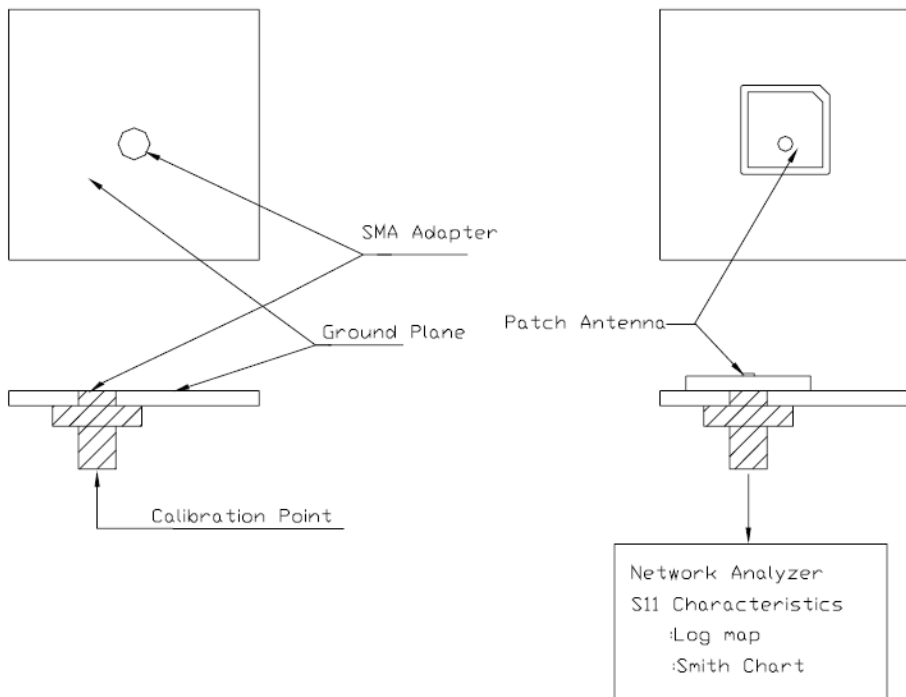 SMA Adapter
Ground Plane
Patch Antenna
Calibration Point
Network Analyzer
S11 Characteristics
:Log map
:Smith Chart